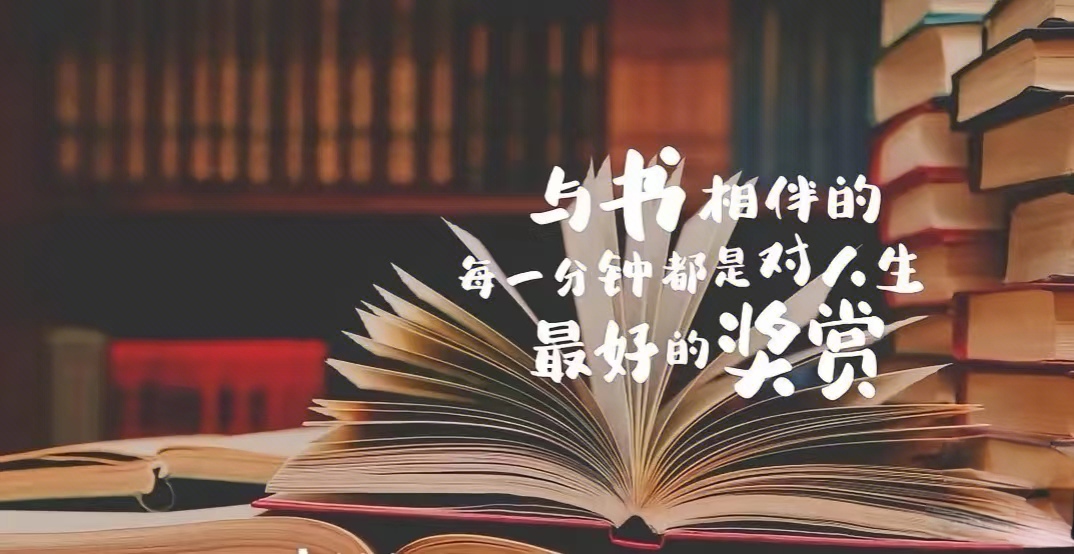 与书相伴的
每一分钟都是对人生
最好的奖赏